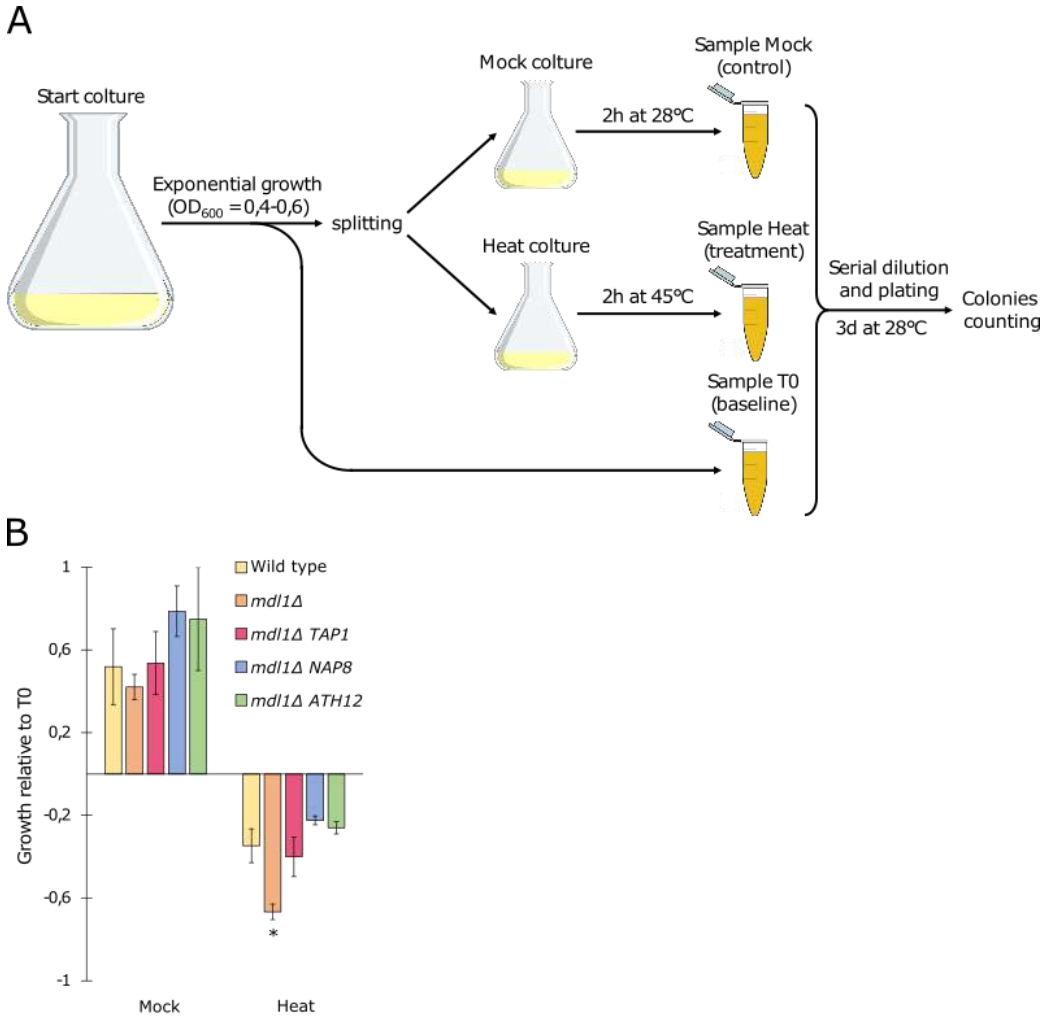 A
Start colture
Exponential growth
(OD600 = 0,4-0,6)
splitting
Mock colture
2h at 28ºC
Sample Mock
(control)
Heat colture
2h at 45ºC
Sample Heat
(treatment)
Sample T0
(baseline)
Serial dilution
and plating
3d at 28ºC
Colonies
counting
B
Growth relative to T0
1
0,6
0,2
-0,2
-0,6
-1
Wild type
mdl1Δ
mdl1Δ TAP1
mdl1Δ NAP8
mdl1Δ ATH12
*
Mock
Heat